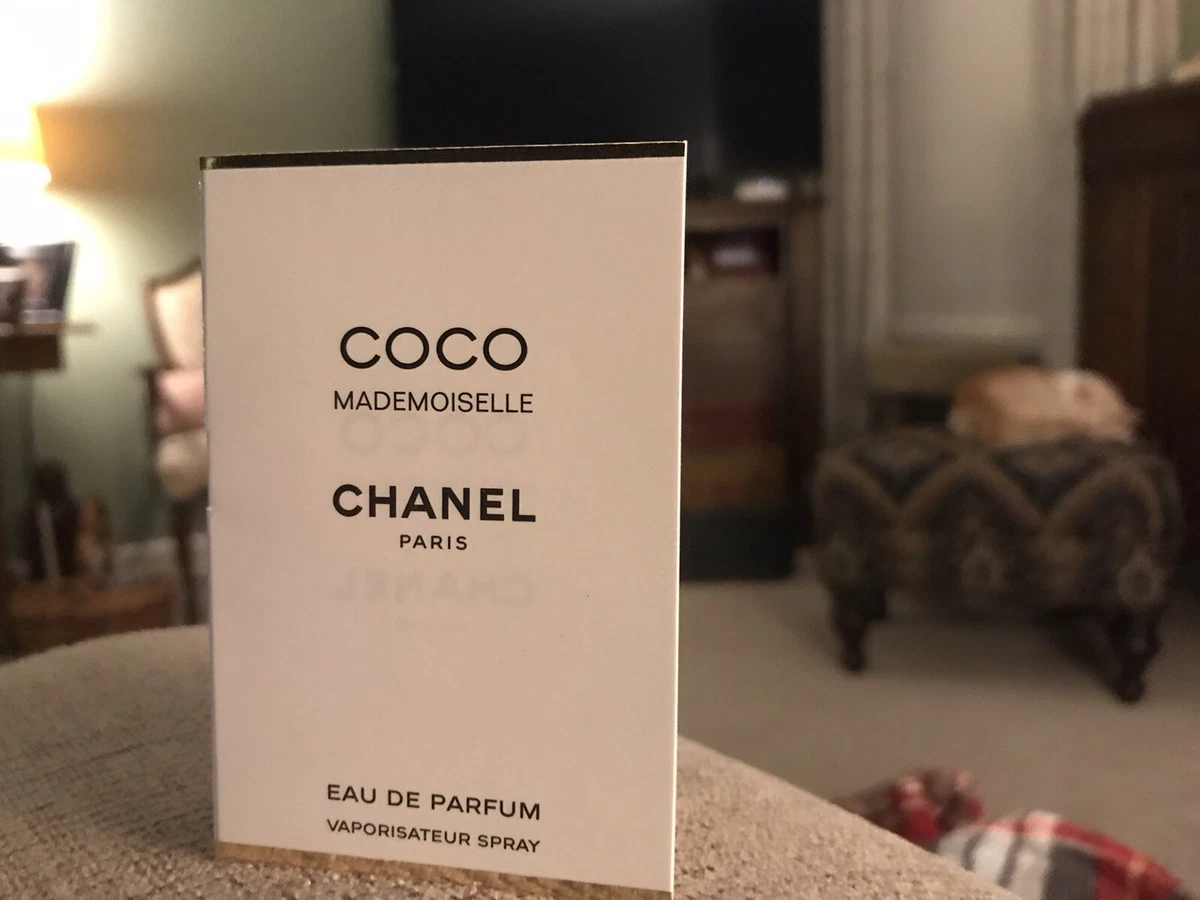 COCO
MADEMOISELLE
CHANEL
PARIS
EAU DE PARFUM
VAPORISATEUR SPRAY